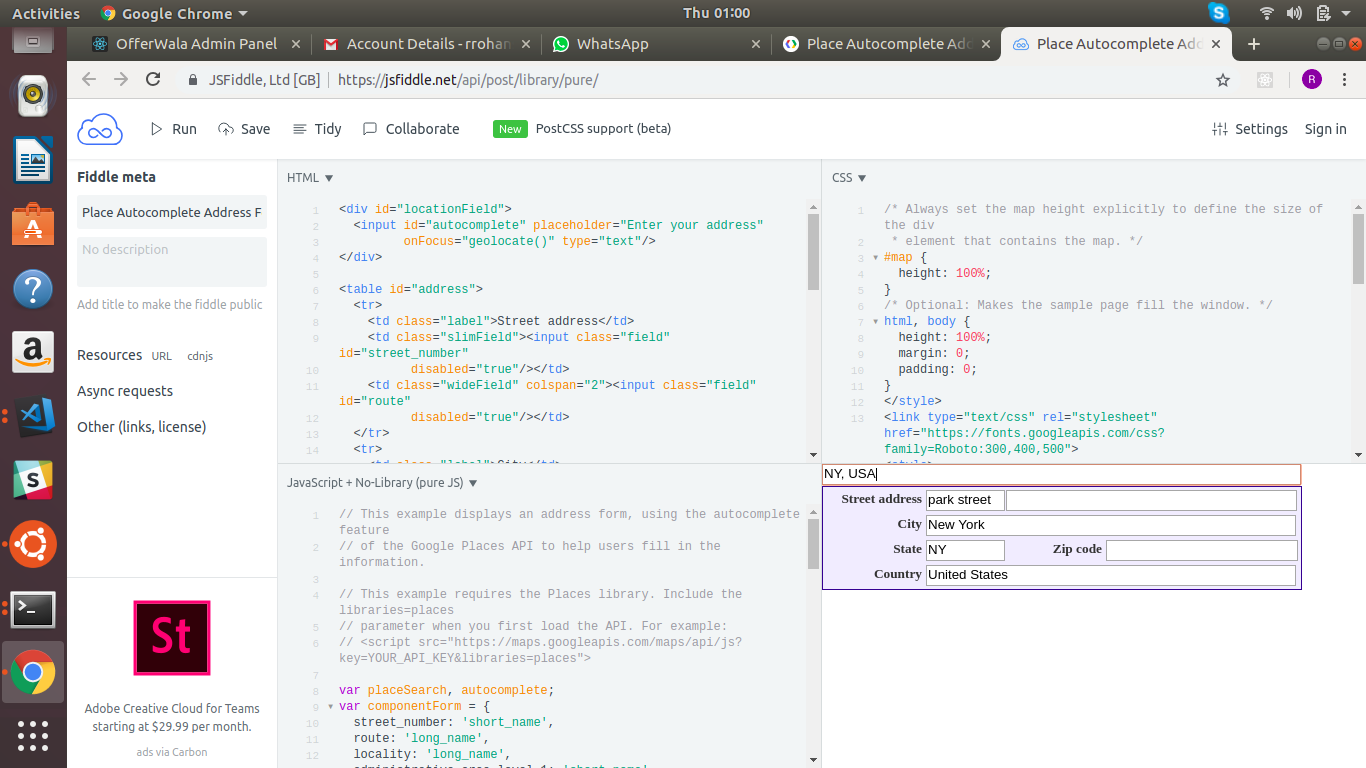 Activities Google Chrome Thu 01:00
OfferWala Admin Panel Account Details - rrohan WhatsApp Place Autocomplete Add Place Autocomplete Add
JSFiddle, Ltd [GB] https://jsfiddle.net/api/post/library/pure/ R
Run Save Tidy Collaborate New PostCSS support (beta) Settings Sign in
Fiddle meta
Place Autocomplete Address F
No description
Add title to make the fiddle public
Resources URL cdnjs
Async requests
Other (links, license)
St
Adobe Creative Cloud for Teams
starting at $29.99 per month.
ads via Carbon
HTML
1 <div id="locationField">
2 <input id="autocomplete" placeholder="Enter your address"
3 onFocus="geolocate()" type="text"/>
4 </div>
5
6 <table id="address">
7 <tr>
8 <td class="label">Street address</td>
9 <td class="slimField"><input class="field"
id="street_number"
10 disabled="true"/></td>
11 <td class="wideField" colspan="2"><input class="field"
id="route"
12 disabled="true"/></td>
13 </tr>
14 <tr>
<td class="label">City</td>
CSS
1 /* Always set the map height explicitly to define the size of
the div
2 * element that contains the map. */
3 #map {
4 height: 100%;
5 }
6 /* Optional: Makes the sample page fill the window. */
7 html, body {
8 height: 100%;
9 margin: 0;
10 padding: 0;
11 }
12 </style>
13 <link type="text/css" rel="stylesheet"
href="https://fonts.googleapis.com/css?
family=Roboto:300,400,500">
<style>
JavaScript + No-Library (pure JS)
1 // This example displays an address form, using the autocomplete
feature
2 // of the Google Places API to help users fill in the
information.
3
4 // This example requires the Places library. Include the
libraries=places
5 // parameter when you first load the API. For example:
6 // <script src="https://maps.googleapis.com/maps/api/js?
key=YOUR_API_KEY&libraries=places">
7
8 var placeSearch, autocomplete;
9 var componentForm = {
10 street_number: 'short_name',
11 route: 'long_name',
12 locality: 'long_name',
administrative_area_level_1: 'short_name',
NY, USA
Street address park street
City New York
State NY Zip code
Country United States